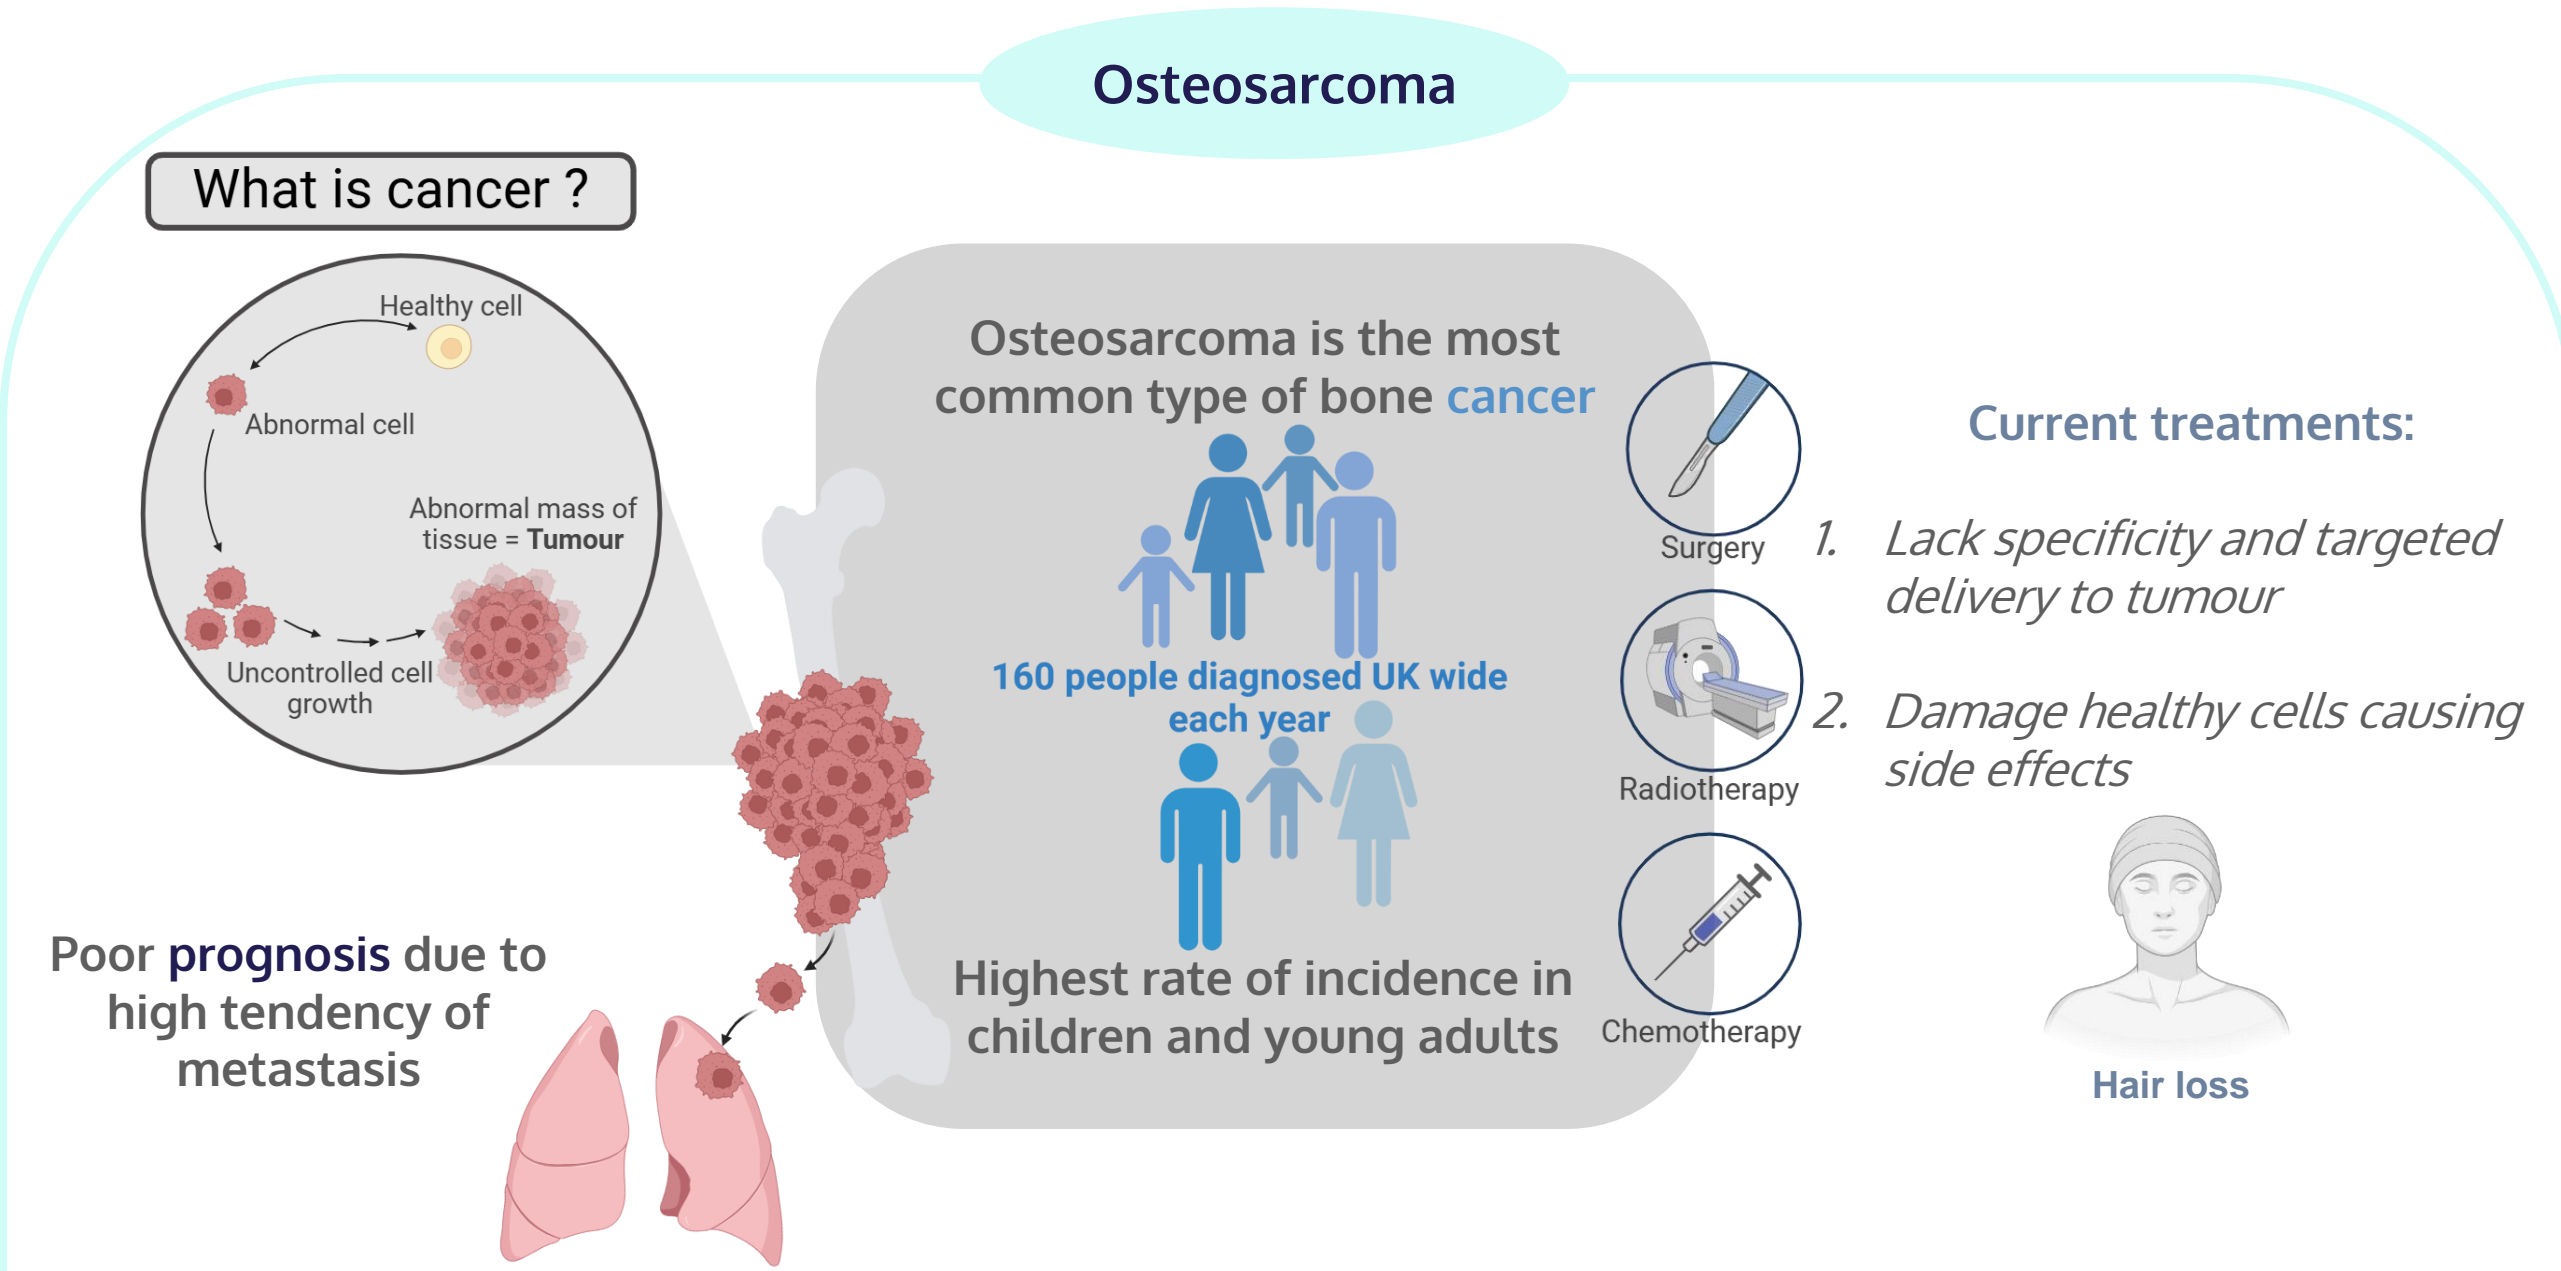 Osteosarcoma
What is cancer ?
Healthy cell
Abnormal cell
Abnormal mass of
tissue = Tumour
Uncontrolled cell
growth
Poor prognosis due to
high tendency of
metastasis
Osteosarcoma is the most
common type of bone cancer
160 people diagnosed UK wide
each year
Highest rate of incidence in
children and young adults
Surgery
Radiotherapy
Chemotherapy
Current treatments:
1. Lack specificity and targeted
delivery to tumour
2. Damage healthy cells causing
side effects
Hair loss